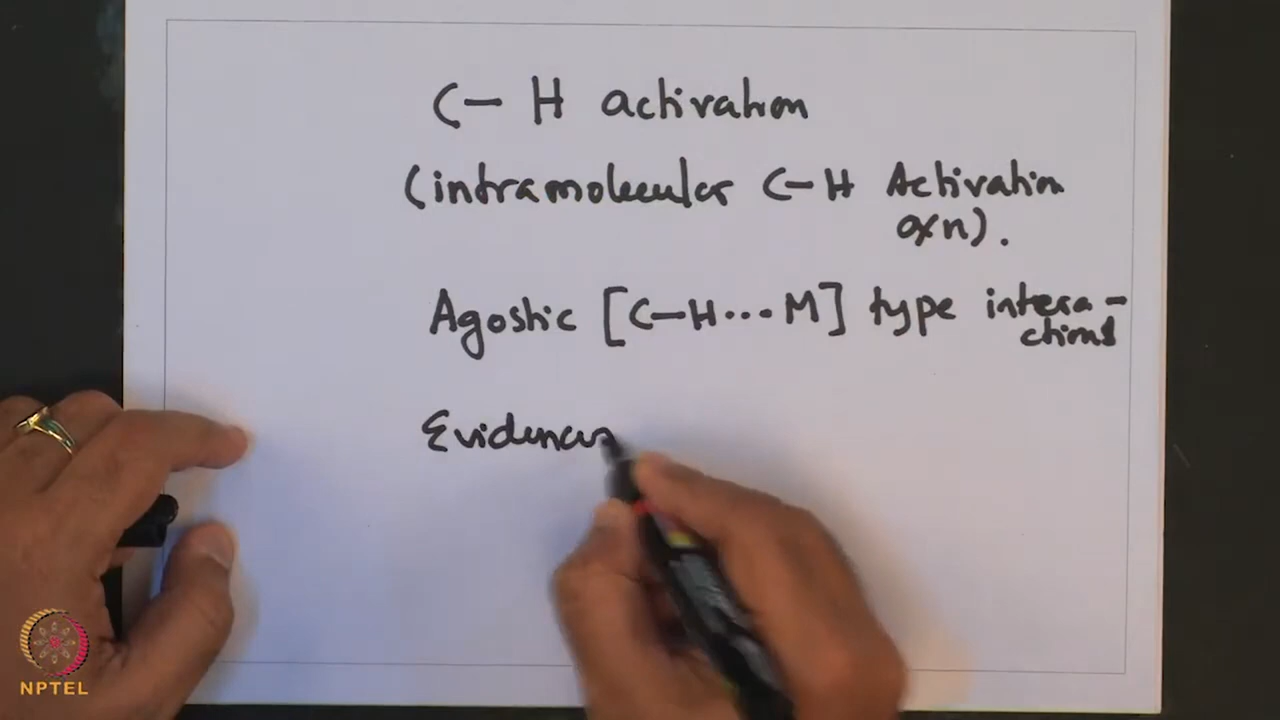 C- H activation
(intramolecular C-H Activation
rxn).
Agostic [C-H...M] type intera-
ctions
Evidences
NPTEL